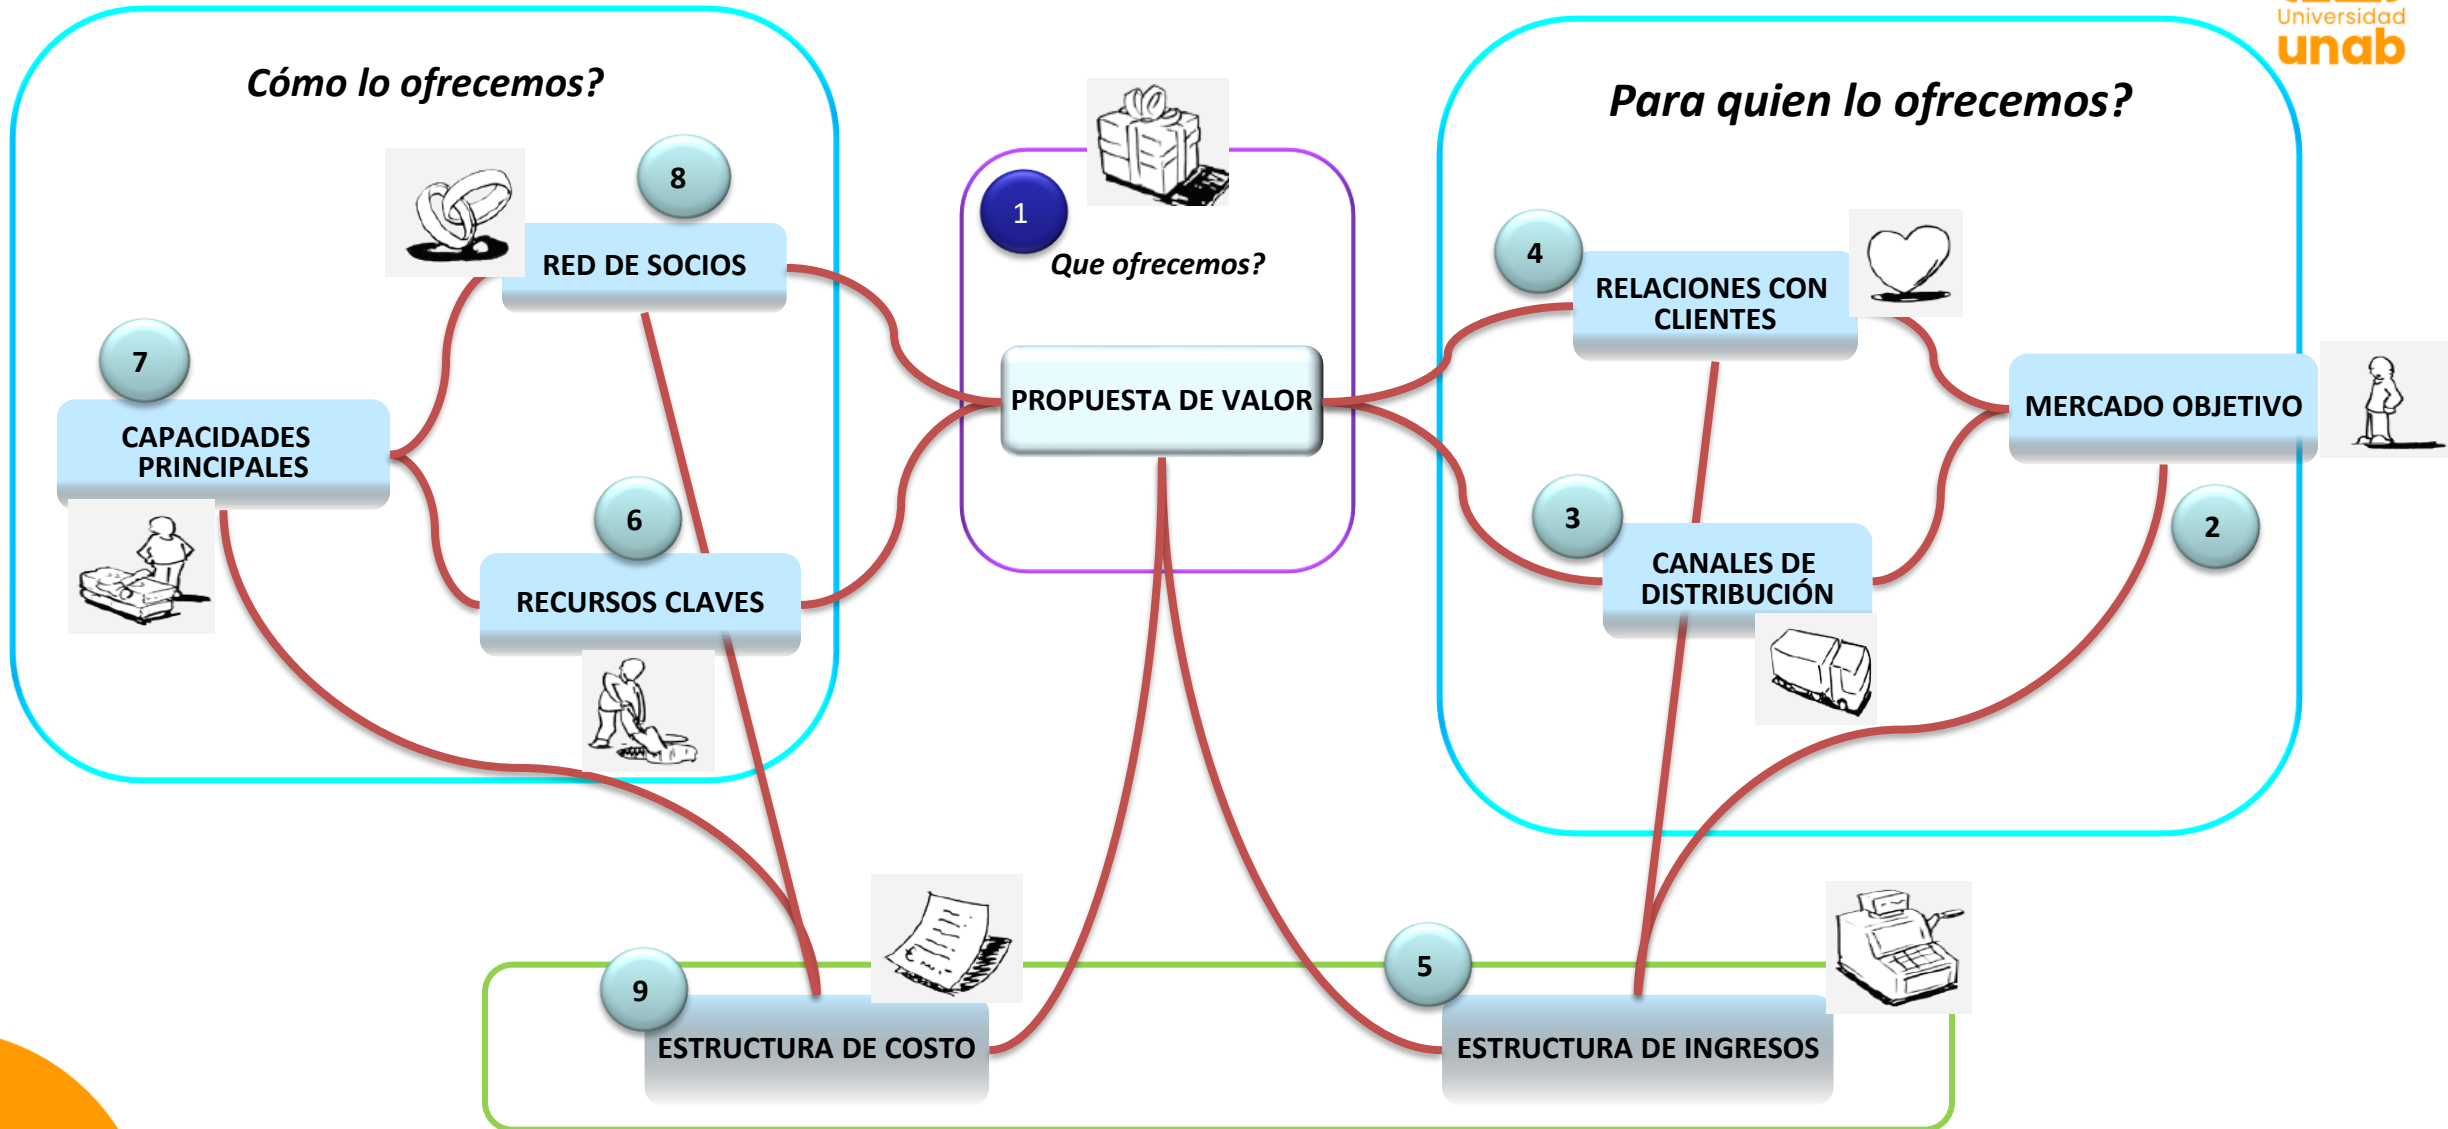 Universidad
unab
Cómo lo ofrecemos?
8
RED DE SOCIOS
7
CAPACIDADES
PRINCIPALES
6
RECURSOS CLAVES
1
Que ofrecemos?
PROPUESTA DE VALOR
Para quien lo ofrecemos?
4
RELACIONES CON
CLIENTES
MERCADO OBJETIVO
2
3
CANALES DE
DISTRIBUCIÓN
9
ESTRUCTURA DE COSTO
5
ESTRUCTURA DE INGRESOS